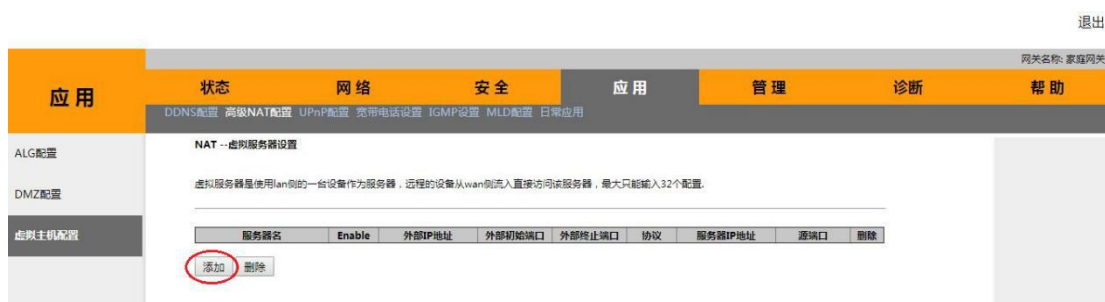 退出
网关名称: 家庭网关
应用
状态 网络 安全 应用 管理 诊断 帮助
DDNS配置 高级NAT配置 UPnP配置 宽带电话设置 IGMP设置 MLD配置 日常应用
ALG配置
DMZ配置
虚拟主机配置
NAT --虚拟服务器设置
虚拟服务器是使用lan侧的一台设备作为服务器，远程的设备从wan侧流入直接访问该服务器，最大只能输入32个配置.
服务器名 Enable 外部IP地址 外部初始端口 外部终止端口 协议 服务器IP地址 源端口 删除
添加 删除